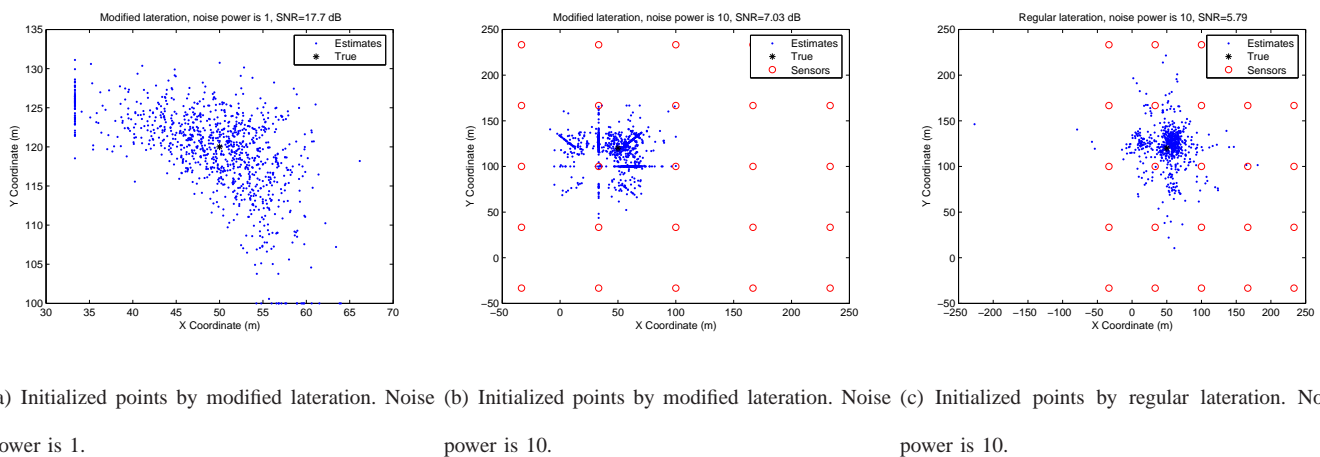 Modified lateration, noise power is 1, SNR=17.7 dB
135
130
125
120
115
110
105
100
30 35 40 45 50 55 60 65 70
Y Coordinate (m)
X Coordinate (m)
Estimates
True
Modified lateration, noise power is 10, SNR=7.03 dB
250
200
150
100
50
0
−50
−50 0 50 100 150 200 250
Y Coordinate (m)
X Coordinate (m)
Estimates
True
Sensors
Regular lateration, noise power is 10, SNR=5.79
250
200
150
100
50
0
−50
−250 −200 −150 −100 −50 0 50 100 150 200 250
Y Coordinate (m)
X Coordinate (m)
Estimates
True
Sensors
a) Initialized points by modified lateration. Noise
ower is 1.
(b) Initialized points by modified lateration. Noise
power is 10.
(c) Initialized points by regular lateration. No
power is 10.